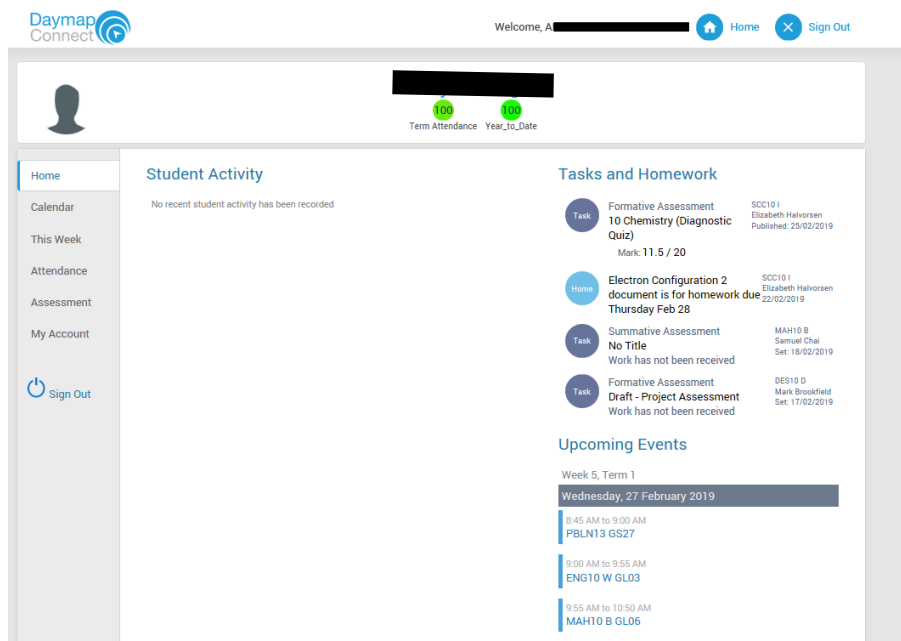 Daymap
Connect
Welcome, A
Home
Sign Out
100
100
Term Attendance
Year_to_Date
Home
Calendar
This Week
Attendance
Assessment
My Account
Sign Out
Student Activity
No recent student activity has been recorded
Tasks and Homework
Task
Formative Assessment
10 Chemistry (Diagnostic
Quiz)
Mark: 11.5 / 20
SCC10 I
Elizabeth Halvorsen
Published: 25/02/2019
Home
Electron Configuration 2
document is for homework due
Thursday Feb 28
SCC10 I
Elizabeth Halvorsen
22/02/2019
Task
Summative Assessment
No Title
Work has not been received
MAH10 B
Samuel Chai
Set: 18/02/2019
Task
Formative Assessment
Draft - Project Assessment
Work has not been received
DES10 D
Mark Brookfield
Set: 17/02/2019
Upcoming Events
Week 5, Term 1
Wednesday, 27 February 2019
8:45 AM to 9:00 AM
PBLN13 GS27
9:00 AM to 9:55 AM
ENG10 W GL03
9:55 AM to 10:50 AM
MAH10 B GL06